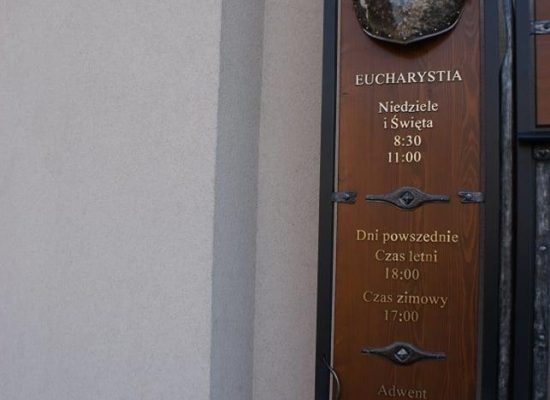 EUCHARYSTIA
Niedziele
i Święta
8:30
11:00
Dni powszednie
Czas letni
18:00
Czas zimowy
17:00
Adwent